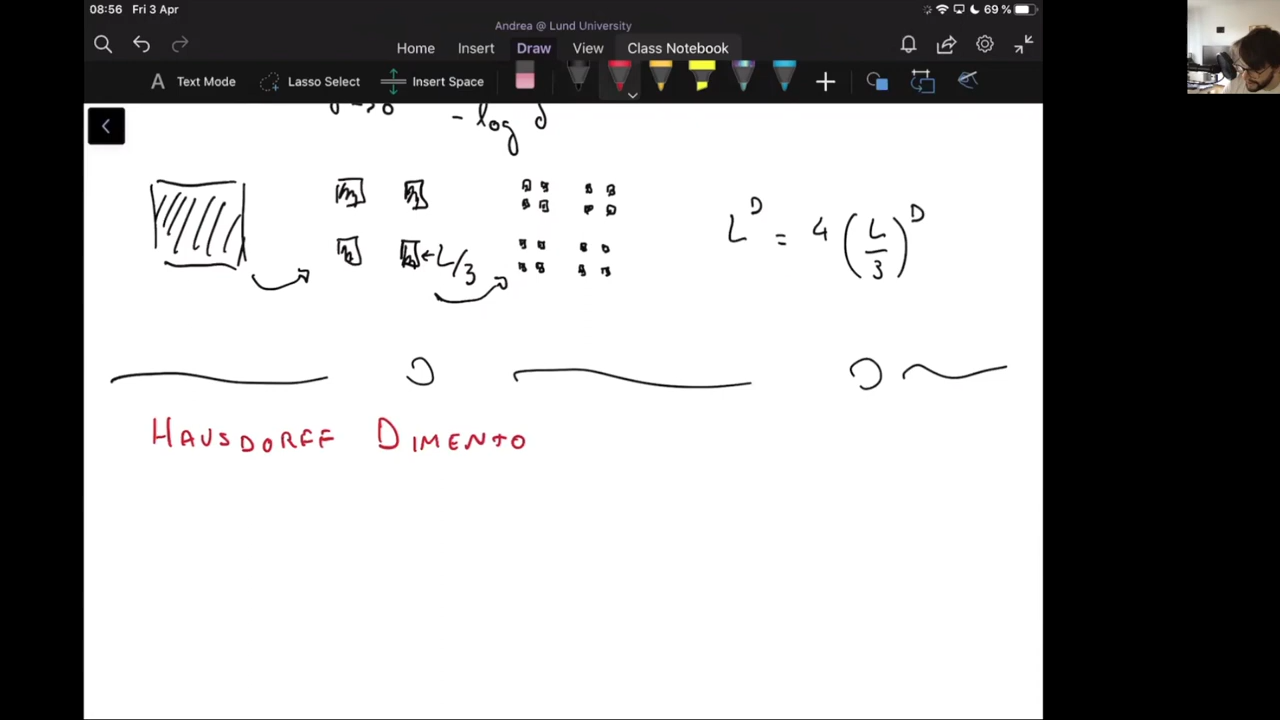 08:56 Fri 3 Apr
69 %
Andrea @ Lund University
Home Insert Draw View Class Notebook
Text Mode Lasso Select Insert Space
- log δ
L/3
L^D = 4 (L/3)^D
HAUSDORFF DIMENTO